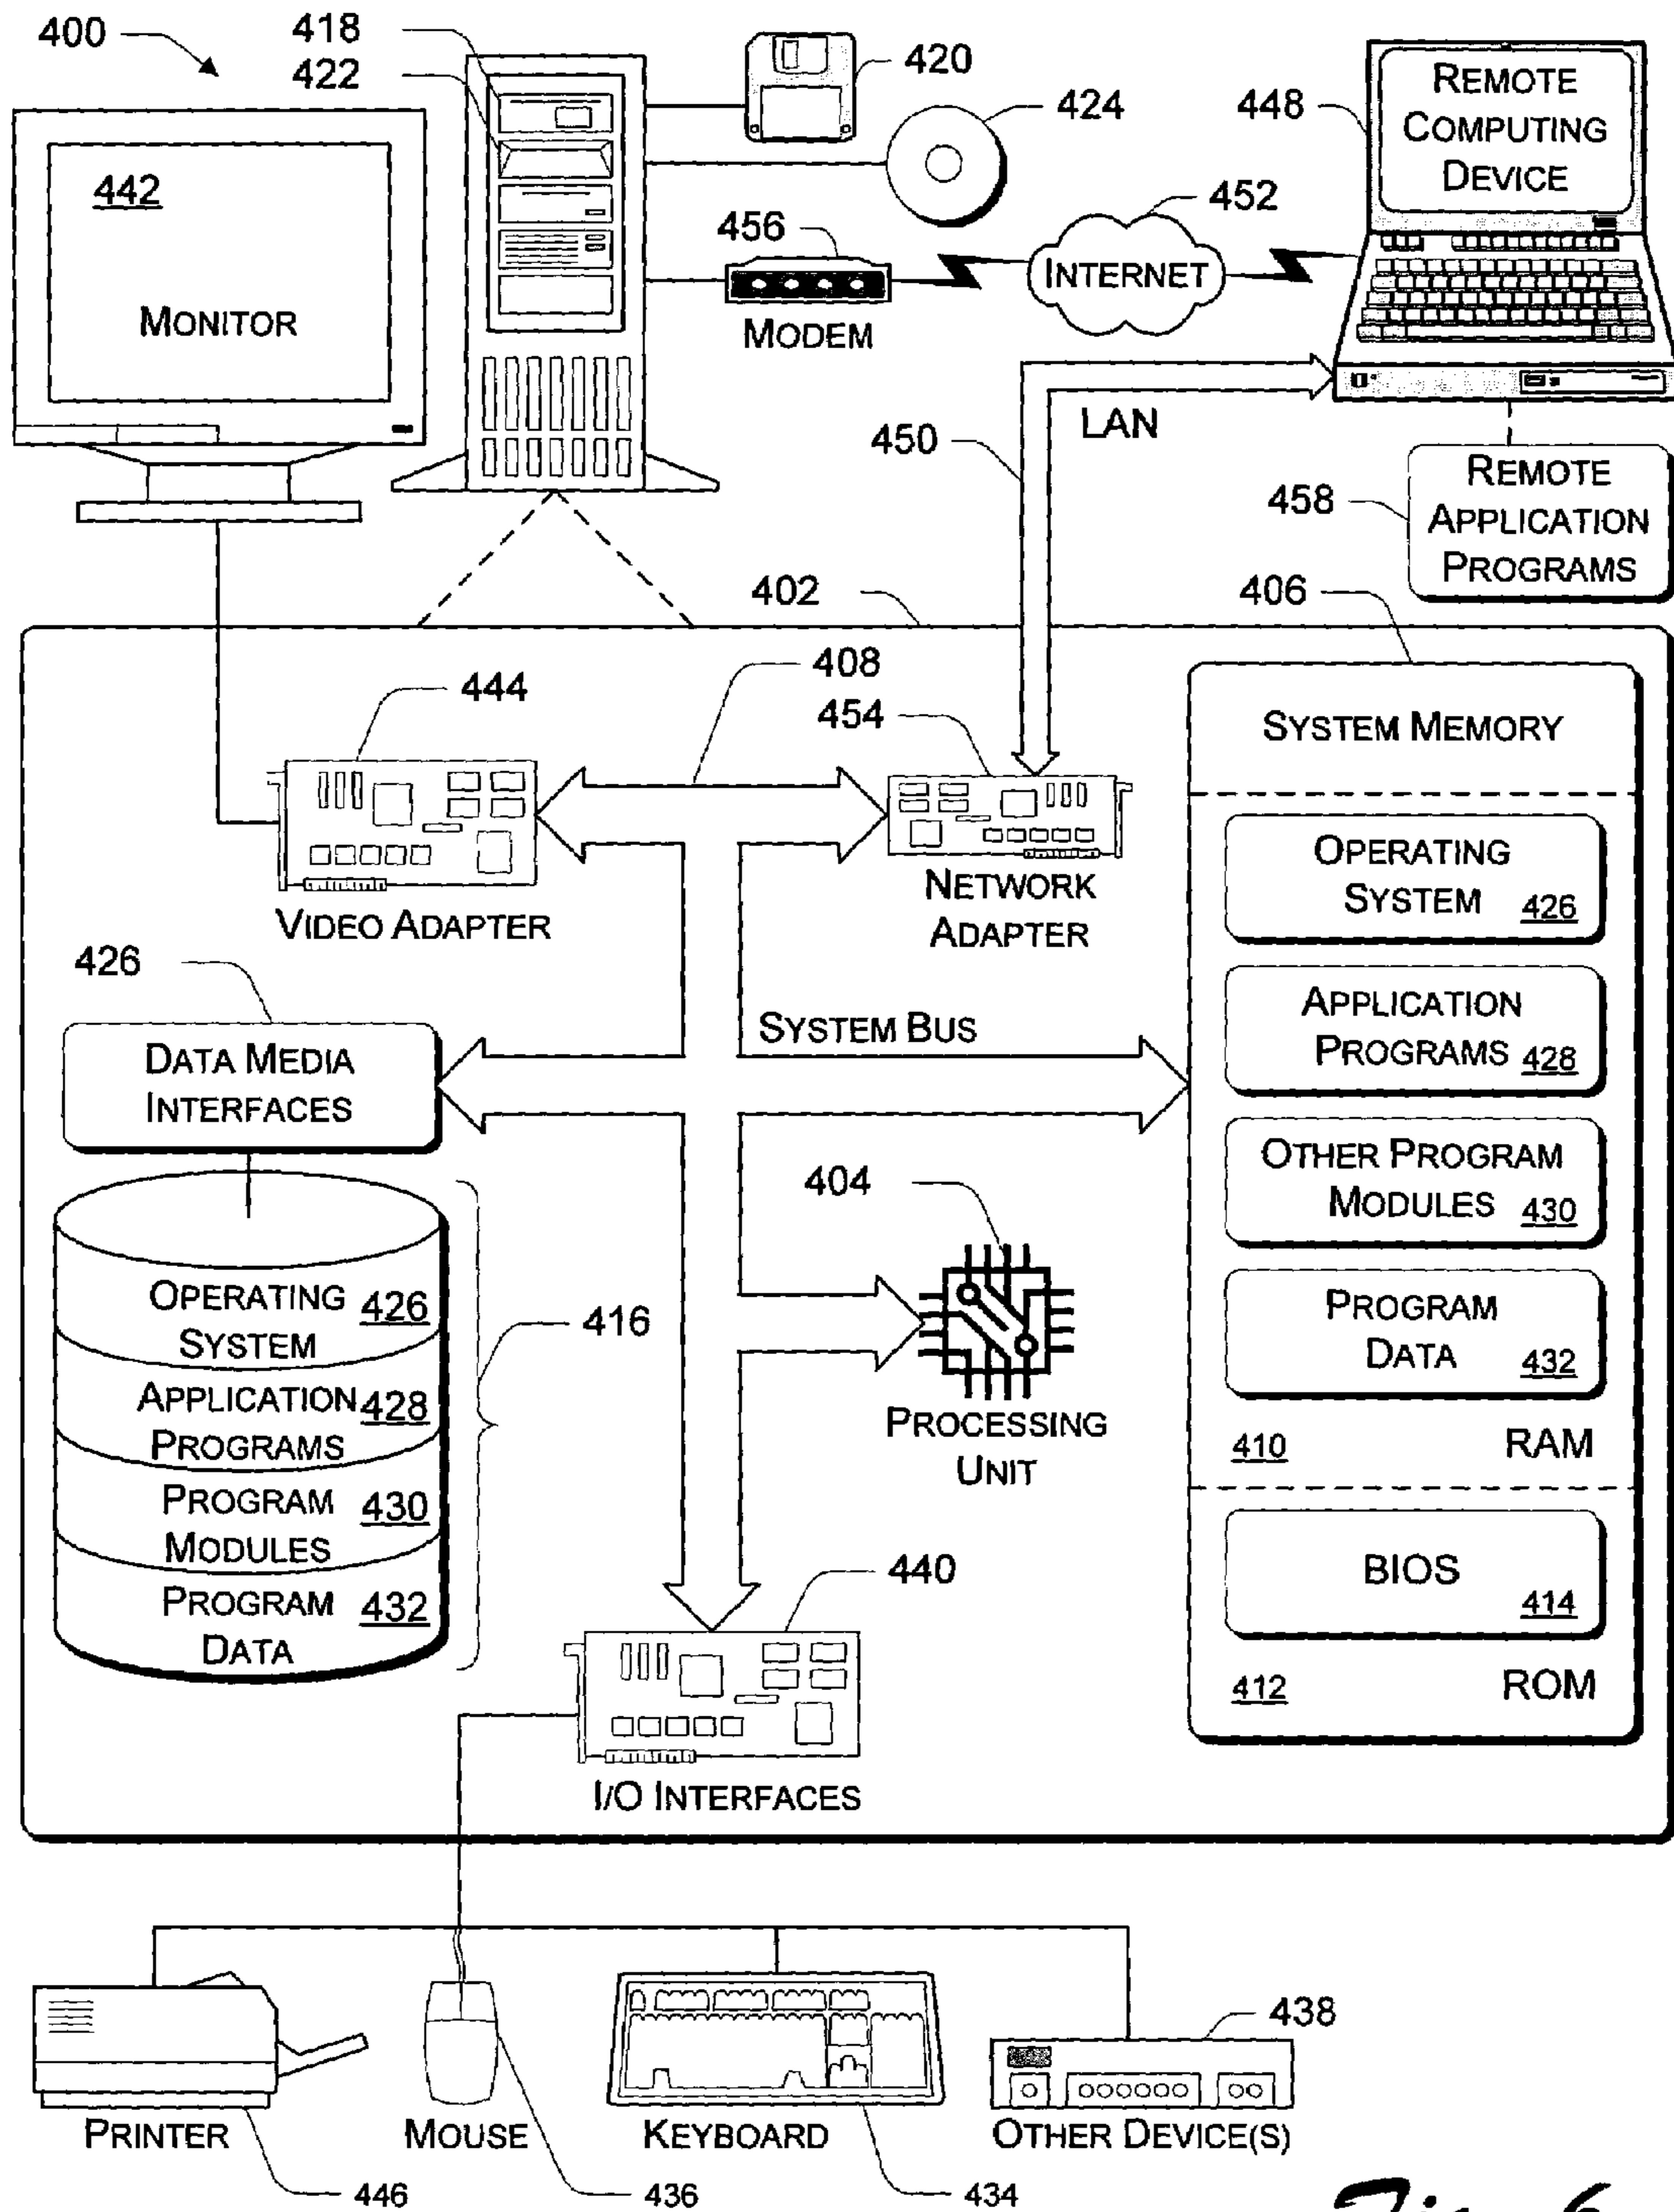 400
418
422
420
424
448
REMOTE
COMPUTING
DEVICE
442
MONITOR
456
MODEM
452
INTERNET
LAN
450
458
REMOTE
APPLICATION
PROGRAMS
402
406
408
444
454
VIDEO ADAPTER
NETWORK
ADAPTER
SYSTEM MEMORY
OPERATING
SYSTEM 426
APPLICATION
PROGRAMS 428
OTHER PROGRAM
MODULES 430
PROGRAM
DATA 432
410 RAM
BIOS
414
412 ROM
426
DATA MEDIA
INTERFACES
SYSTEM BUS
OPERATING 426
SYSTEM
APPLICATION 428
PROGRAMS
PROGRAM 430
MODULES
PROGRAM 432
DATA
416
404
PROCESSING
UNIT
440
I/O INTERFACES
438
PRINTER
MOUSE
KEYBOARD
OTHER DEVICE(S)
446
436
434
Fig. 6